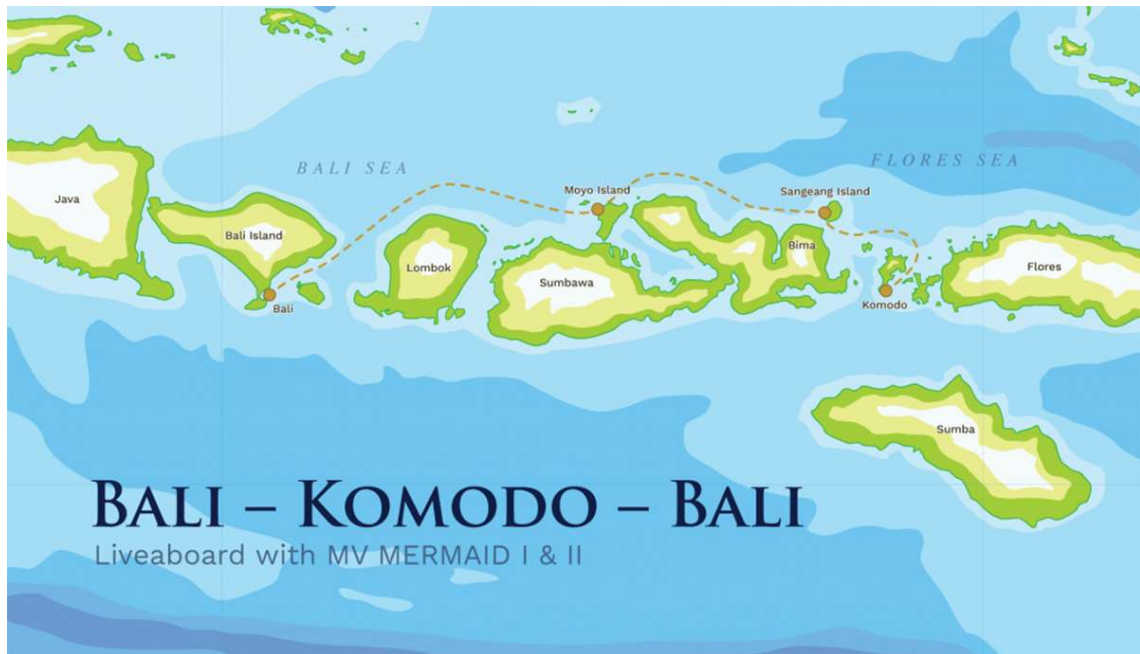 BALI SEA
FLORES SEA
Moyo Island
Sangeang Island
Java
Bali Island
Bima
Lombok
Flores
Sumbawa
Bali
Komodo
Sumba
BALI – KOMODO – BALI
Liveaboard with MV MERMAID I & II